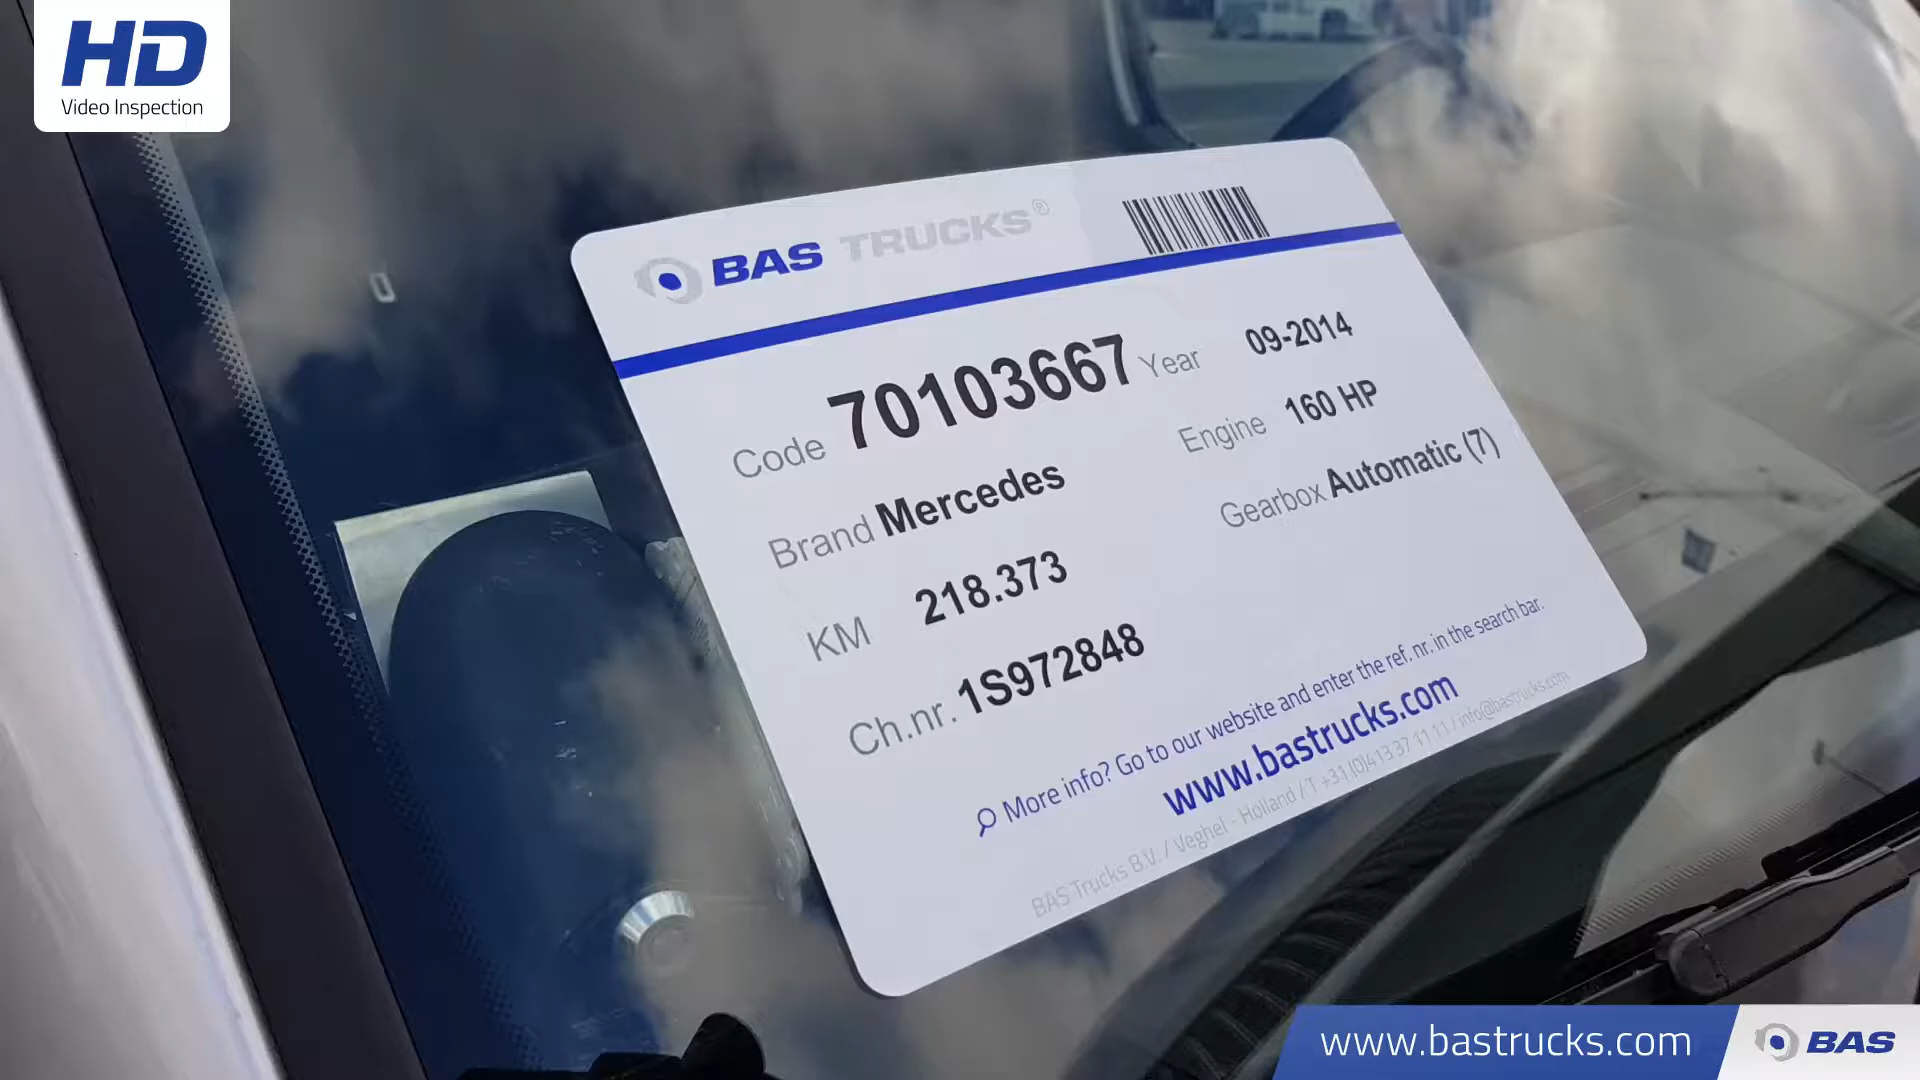 HD
Video Inspection
BAS TRUCKS®
Code 70103667
Year 09-2014
Brand Mercedes
Engine 160 HP
KM 218.373
Gearbox Automatic (7)
Ch.nr. 1S972848
More info? Go to our website and enter the ref. nr. in the search bar.
www.bastrucks.com
BAS Trucks B.V. / Veghel - Holland / T +31 (0)413 37 11 11 / info@bastrucks.com
www.bastrucks.com
BAS